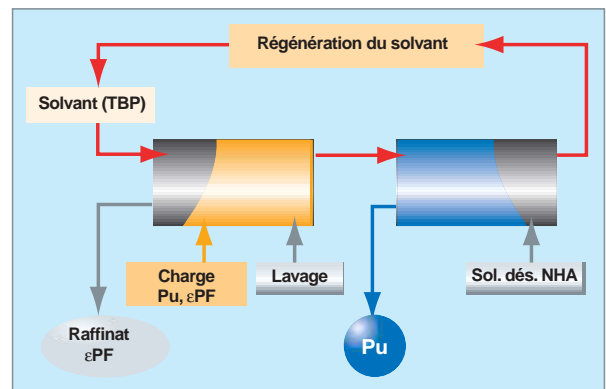 Régénération du solvant
Solvant (TBP)
Charge
Pu, εPF
Lavage
Sol. dés. NHA
Raffinat
εPF
Pu